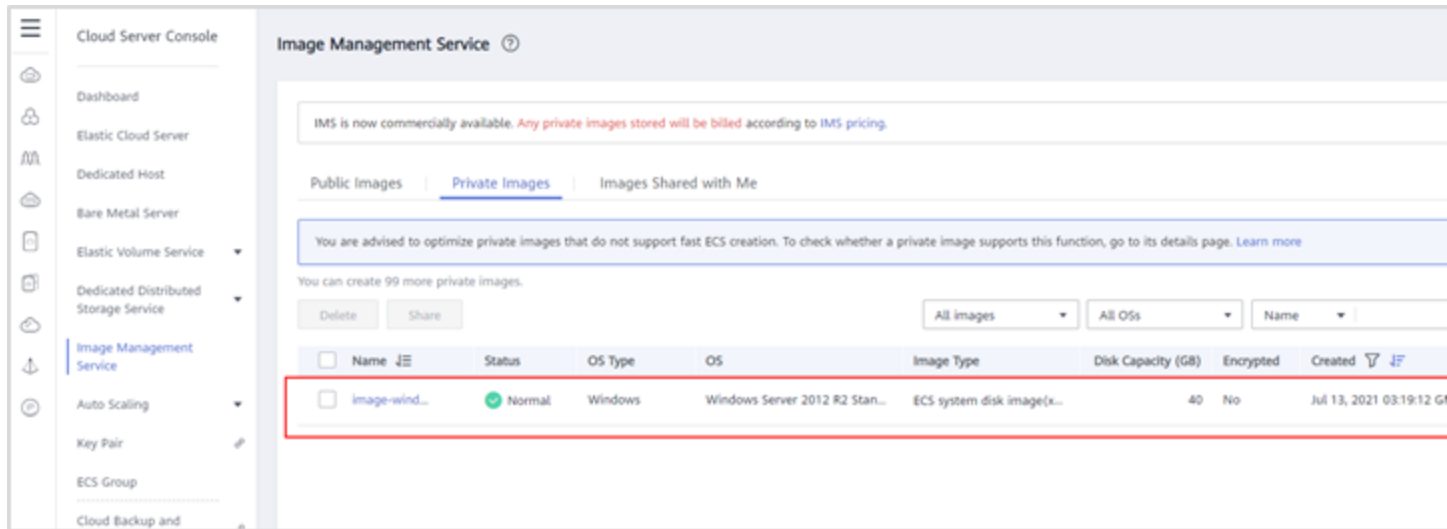 Cloud Server Console
Dashboard
Elastic Cloud Server
Dedicated Host
Bare Metal Server
Elastic Volume Service
Dedicated Distributed
Storage Service
Image Management
Service
Auto Scaling
Key Pair
ECS Group
Cloud Backup and
Image Management Service ?
IMS is now commercially available. Any private images stored will be billed according to IMS pricing.
Public Images Private Images Images Shared with Me
You are advised to optimize private images that do not support fast ECS creation. To check whether a private image supports this function, go to its details page. Learn more
You can create 99 more private images.
Delete Share All images All OSs Name
Name Status OS Type OS Image Type Disk Capacity (GB) Encrypted Created
image-wind... Normal Windows Windows Server 2012 R2 Stan... ECS system disk image(x... 40 No Jul 13, 2021 03:19:12 GM